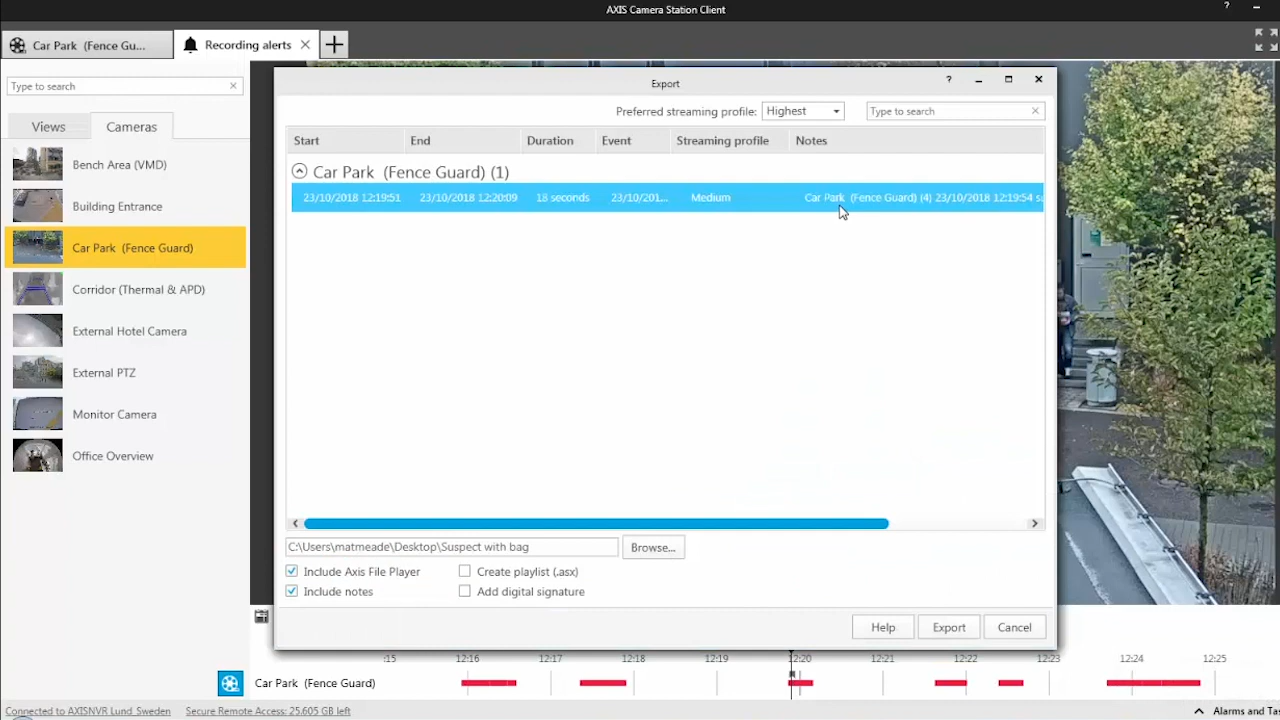 AXIS Camera Station Client
?
Car Park (Fence Gu...
Recording alerts
Type to search
Views
Cameras
Bench Area (VMD)
Building Entrance
Car Park (Fence Guard)
Corridor (Thermal & APD)
External Hotel Camera
External PTZ
Monitor Camera
Office Overview
Export
?
Preferred streaming profile: Highest
Type to search
Start End Duration Event Streaming profile Notes
Car Park (Fence Guard) (1)
23/10/2018 12:19:51 23/10/2018 12:20:09 18 seconds 23/10/201... Medium Car Park (Fence Guard) (4) 23/10/2018 12:19:54
C:\Users\matmeade\Desktop\Suspect with bag
Browse...
Include Axis File Player
Create playlist (.asx)
Include notes
Add digital signature
Help
Export
Cancel
:15 12:16 12:17 12:18 12:19 12:20 12:21 12:22 12:23 12:24 12:25
Car Park (Fence Guard)
Connected to AXISNVR Lund Sweden
Secure Remote Access: 25.605 GB left
Alarms and Tas